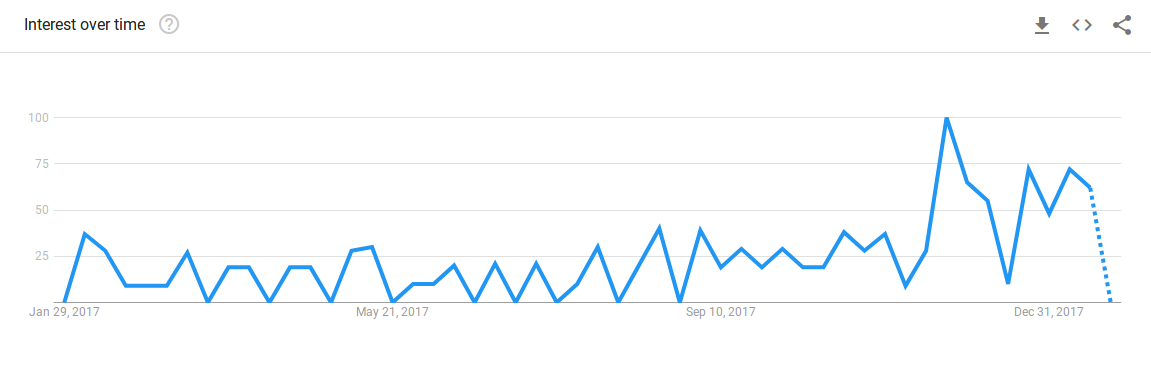 Interest over time
100
75
50
25
Jan 29, 2017
May 21, 2017
Sep 10, 2017
Dec 31, 2017